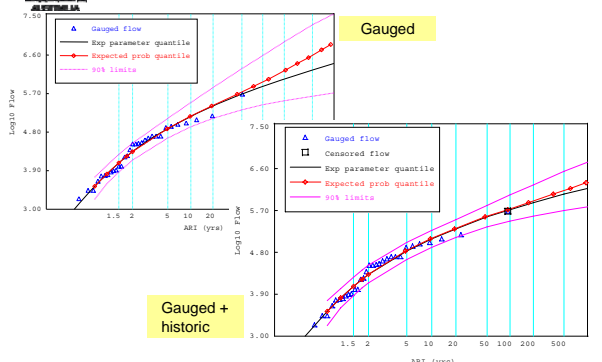 AUSTRALIA
7.50
6.60
5.70
4.80
3.90
3.00
Log10 Flow
Gauged flow
Exp parameter quantile
Expected prob quantile
90% limits
1.5 2 5 10 20
ARI (yrs)
Gauged
7.50
6.60
5.70
4.80
3.90
3.00
Log10 Flow
Gauged flow
Censored flow
Exp parameter quantile
Expected prob quantile
90% limits
1.5 2 5 10 20 50 100 200 500
ARI (yrs)
Gauged +
historic